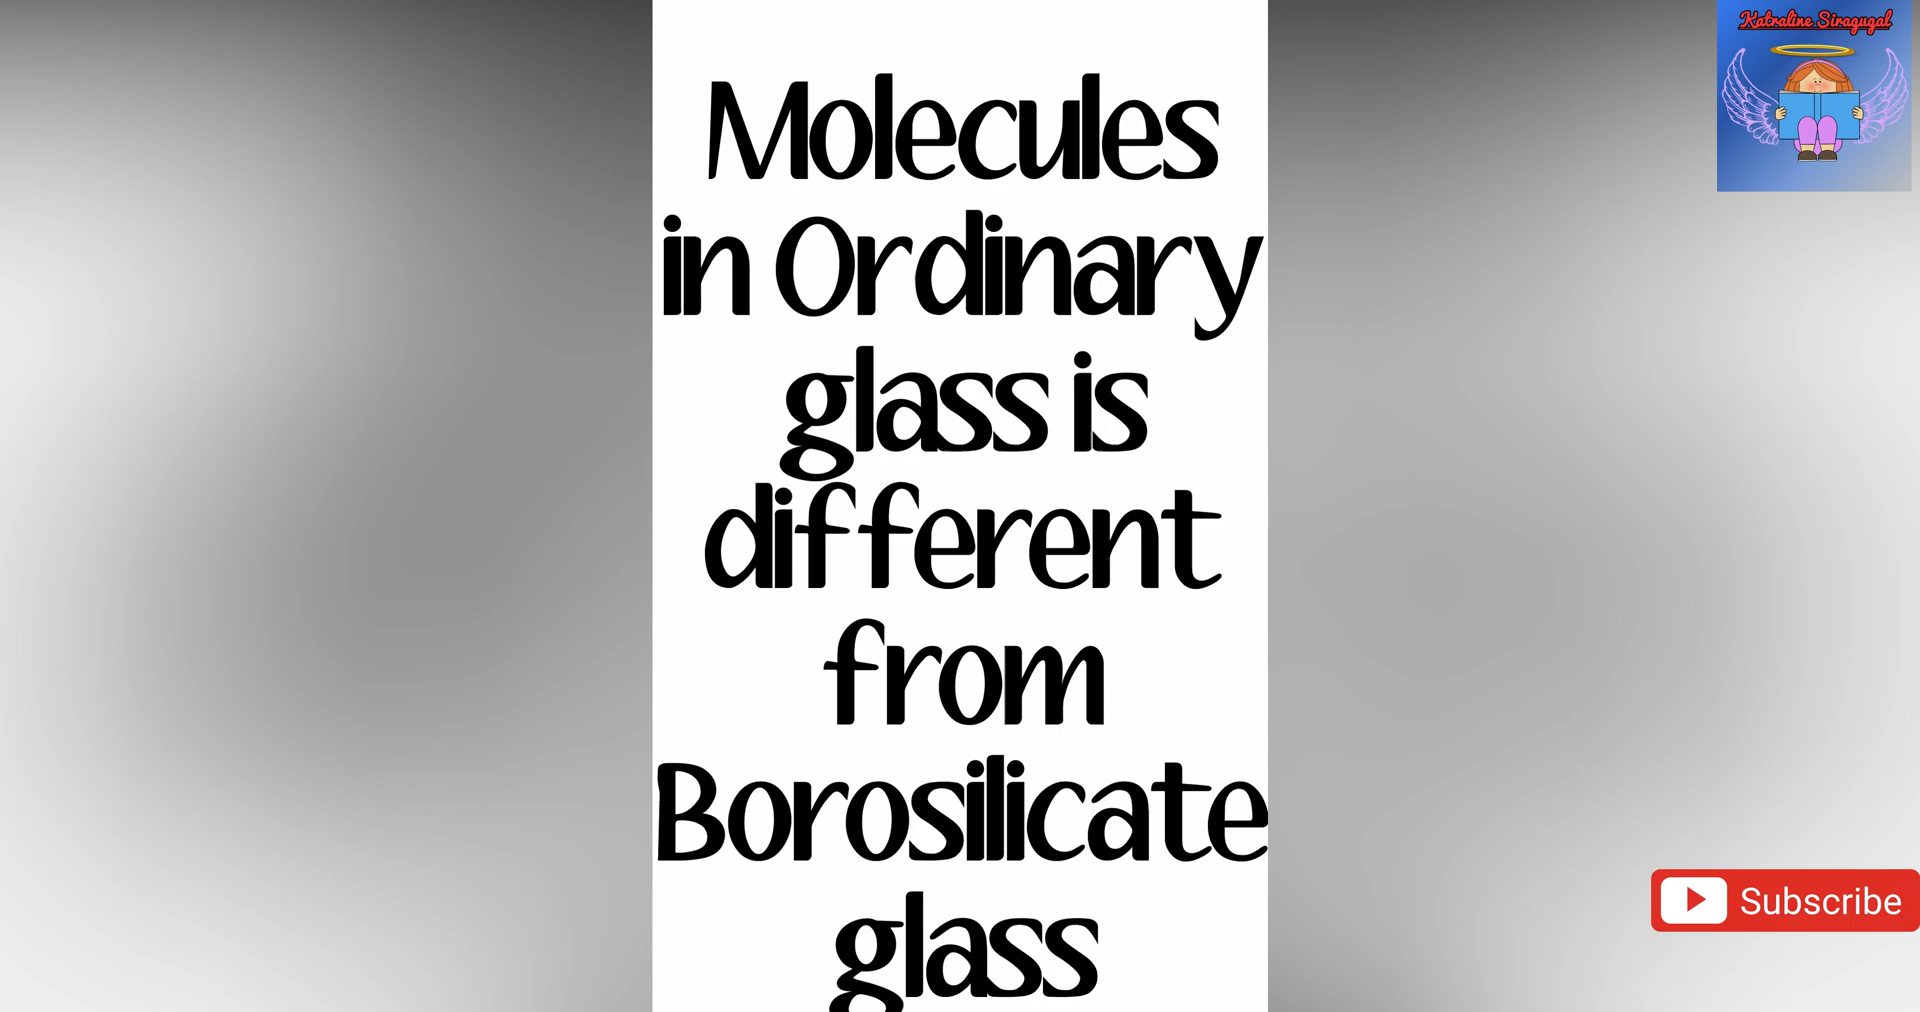 Katraline Siragugal
Molecules
in Ordinary
glass is
different
from
Borosilicate
glass
Subscribe